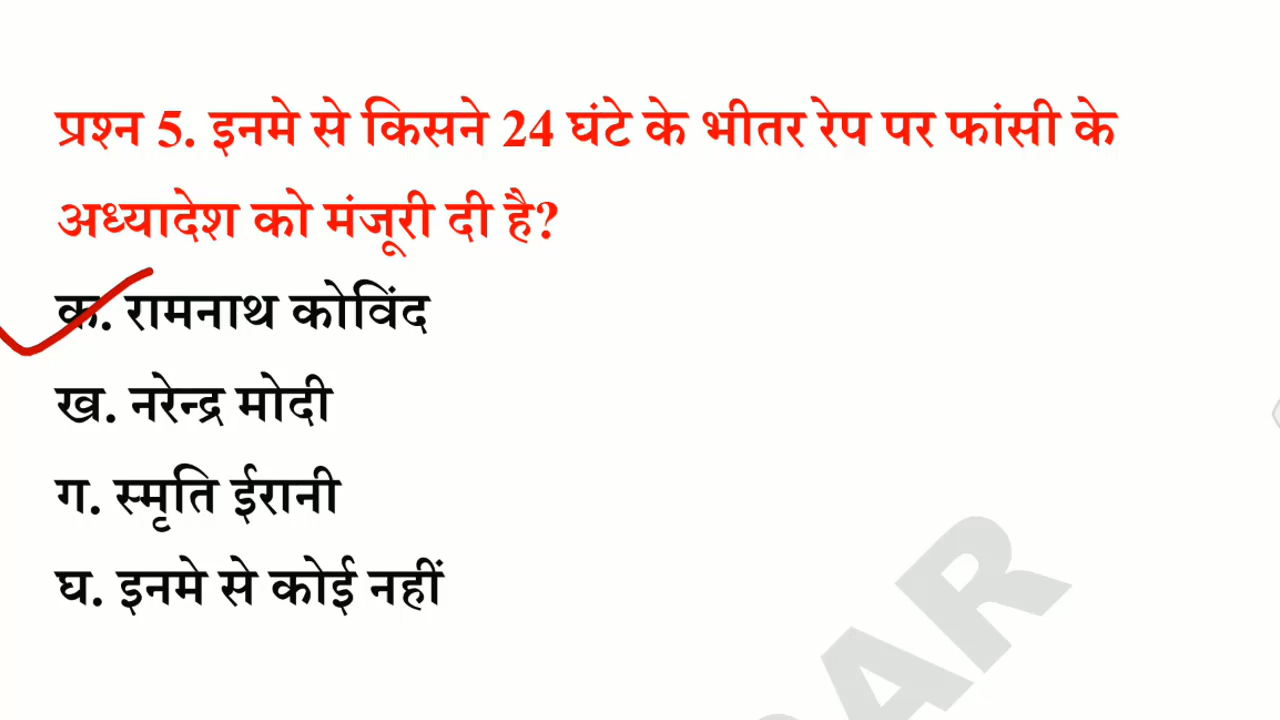 प्रश्न 5. इनमे से किसने 24 घंटे के भीतर रेप पर फांसी के
अध्यादेश को मंजूरी दी है?
क. रामनाथ कोविंद
ख. नरेन्द्र मोदी
ग. स्मृति ईरानी
घ. इनमे से कोई नहीं